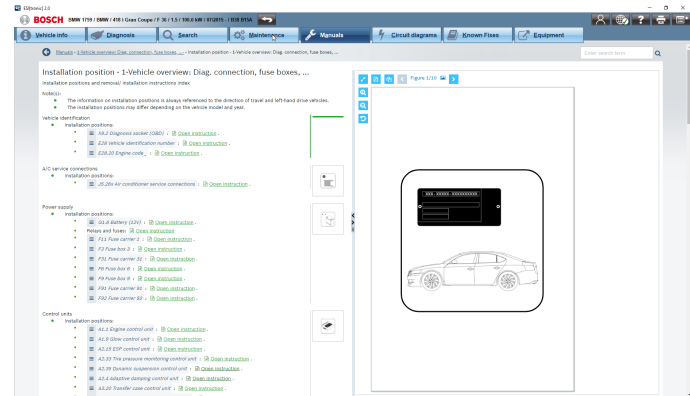 ESI[tronic] 2.0
BOSCH BMW 1759 / BMW / 418 i Gran Coupe / F 36 / 1.5 / 100.0 kW / 07/2015 - / B38 B15A
Vehicle info Diagnosis Search Maintenance Manuals Circuit diagrams Known Fixes Equipment
Manuals › 1-Vehicle overview: Diag. connection, fuse boxes, ... › Installation position - 1-Vehicle overview: Diag. connection, fuse boxes, ...
Enter search term
Installation position - 1-Vehicle overview: Diag. connection, fuse boxes, ...
Installation positions and removal/ installation instructions index
Note(s):
The information on installation positions is always referenced to the direction of travel and left-hand drive vehicles.
The installation positions may differ depending on the vehicle model and year.
Vehicle identification
Installation positions:
X9.2 Diagnosis socket (OBD) : Open instruction .
E28 Vehicle identification number : Open instruction .
E28.20 Engine code_ : Open instruction .
A/C service connections
Installation positions:
J5.20x Air conditioner service connections : Open instruction .
Power supply
Installation positions:
G1.0 Battery (12V) : Open instruction .
Relays and fuses: Open instruction
F11 Fuse carrier 1 : Open instruction .
F3 Fuse box 3 : Open instruction .
F31 Fuse carrier 31 : Open instruction .
F8 Fuse box 8 : Open instruction .
F9 Fuse box 9 : Open instruction .
F91 Fuse carrier 91 : Open instruction .
F92 Fuse carrier 92 : Open instruction .
Control units
Installation positions:
A1.1 Engine control unit : Open instruction .
A1.8 Glow control unit : Open instruction .
A2.15 ESP control unit : Open instruction .
A2.33 Tire pressure monitoring control unit : Open instruction .
A2.35 Dynamic suspension control unit : Open instruction .
A2.4 Adaptive damping control unit : Open instruction .
A3.20 Transfer case control unit : Open instruction .
Figure 1/10
XXX - XXXXX - XXXXXXXXXXX